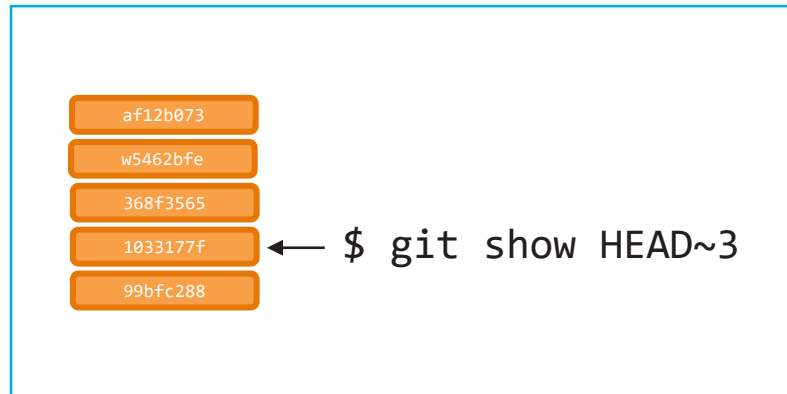 af12b073
w5462bfe
368f3565
1033177f
$ git show HEAD~3
99bfc288